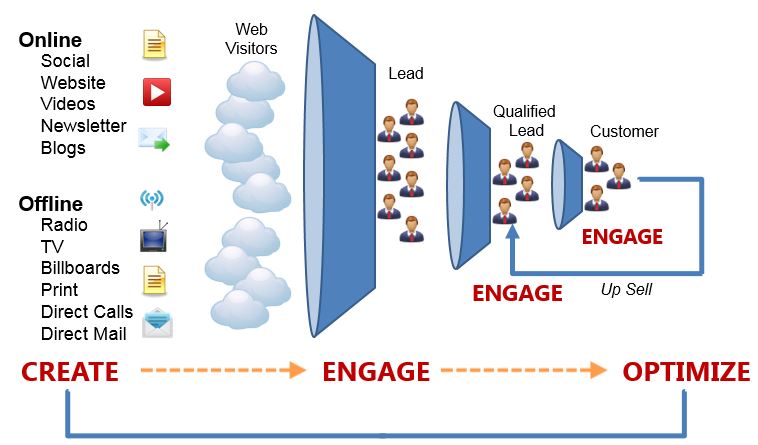 Online
Social
Website
Videos
Newsletter
Blogs
Offline
Radio
TV
Billboards
Print
Direct Calls
Direct Mail
Web
Visitors
Lead
Qualified
Lead
Customer
ENGAGE
ENGAGE
Up Sell
CREATE
ENGAGE
OPTIMIZE